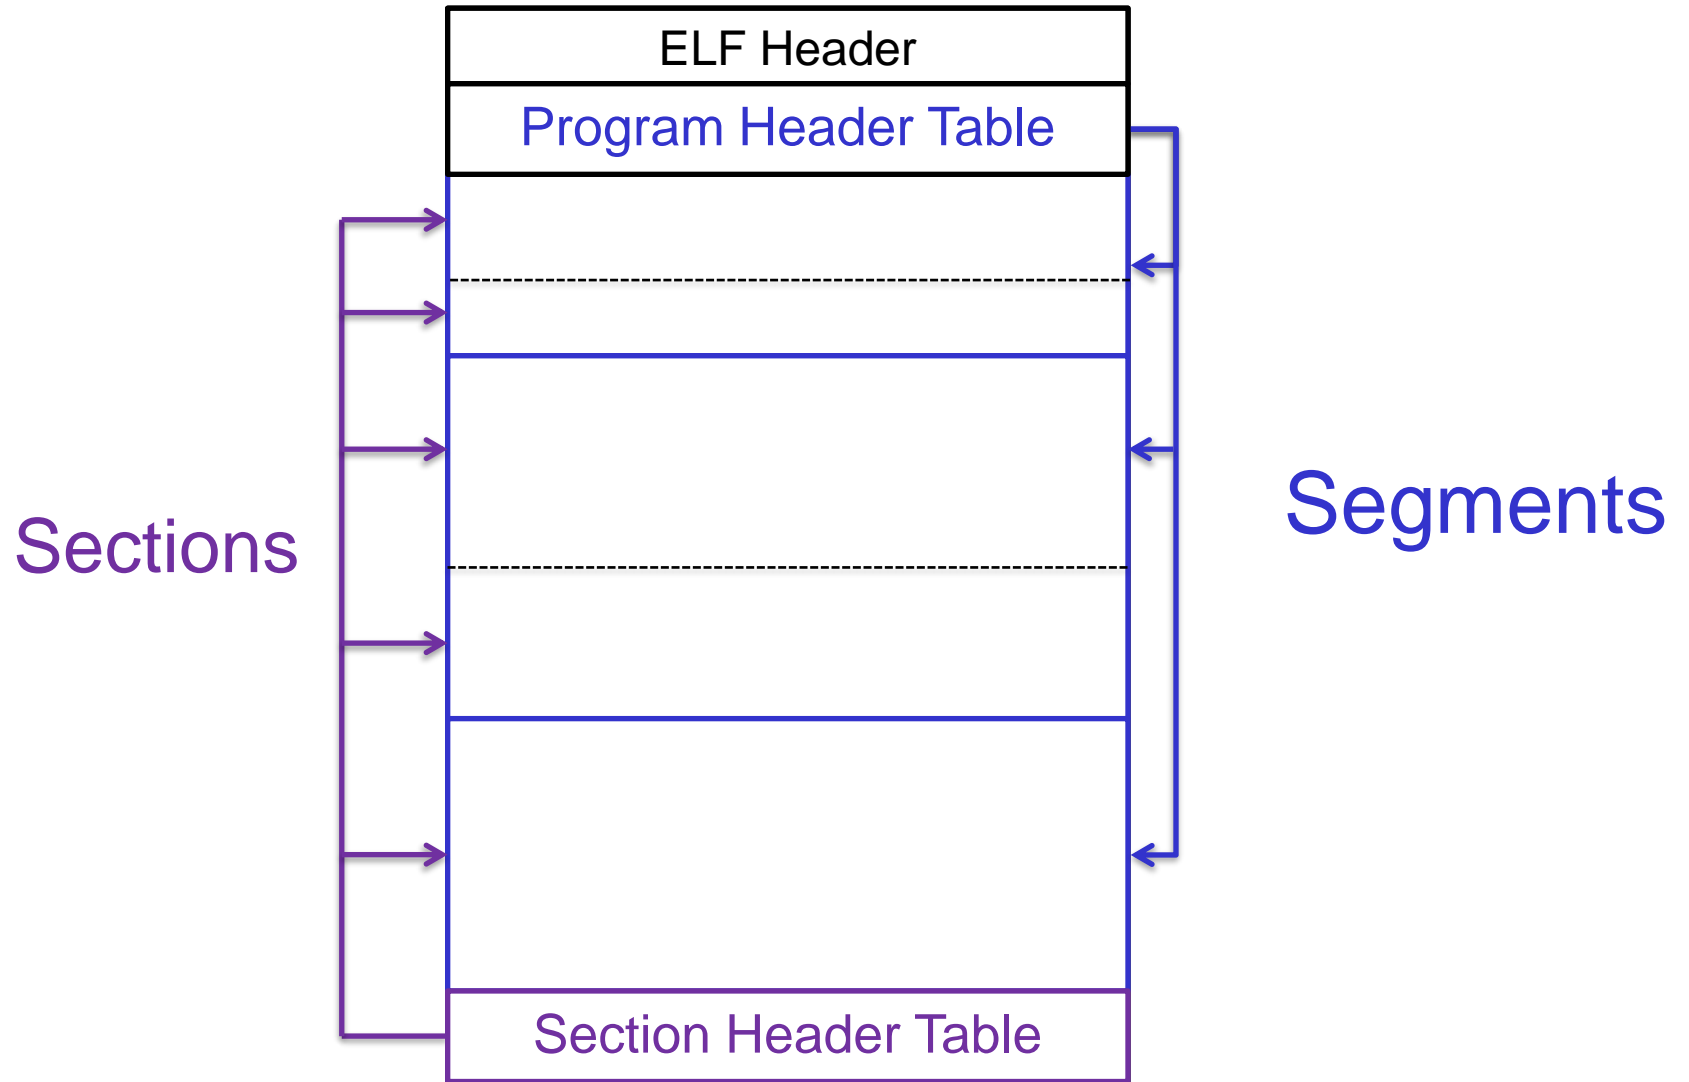 ELF Header
Program Header Table
Segments
Sections
Section Header Table